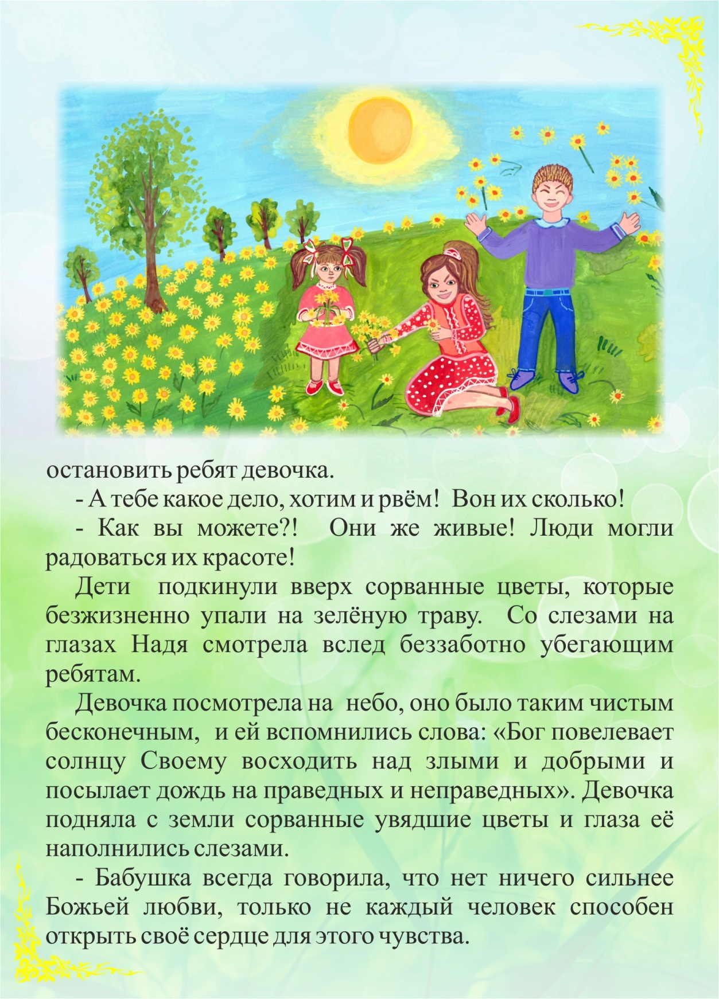 остановить ребят девочка.
- А тебе какое дело, хотим и рвём! Вон их сколько!
- Как вы можете?! Они же живые! Люди могли
радоваться их красоте!
Дети подкинули вверх сорванные цветы, которые
безжизненно упали на зелёную траву. Со слезами на
глазах Надя смотрела вслед беззаботно убегающим
ребятам.
Девочка посмотрела на небо, оно было таким чистым
бесконечным, и ей вспомнились слова: «Бог повелевает
солнцу Своему восходить над злыми и добрыми и
посылает дождь на праведных и неправедных». Девочка
подняла с земли сорванные увядшие цветы и глаза её
наполнились слезами.
- Бабушка всегда говорила, что нет ничего сильнее
Божьей любви, только не каждый человек способен
открыть своё сердце для этого чувства.